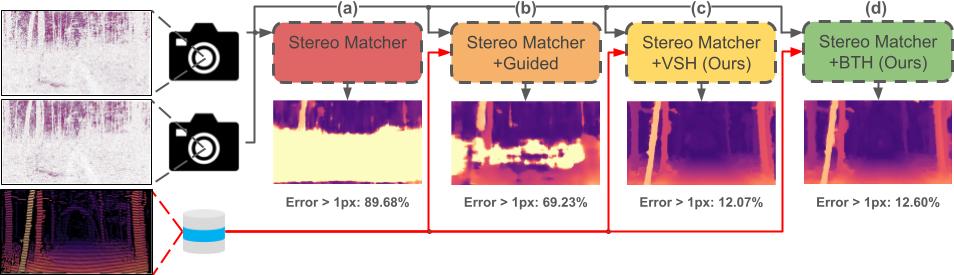 (a)
(b)
(c)
(d)
Stereo Matcher
Stereo Matcher
+Guided
Stereo Matcher
+VSH (Ours)
Stereo Matcher
+BTH (Ours)
Error > 1px: 89.68%
Error > 1px: 69.23%
Error > 1px: 12.07%
Error > 1px: 12.60%